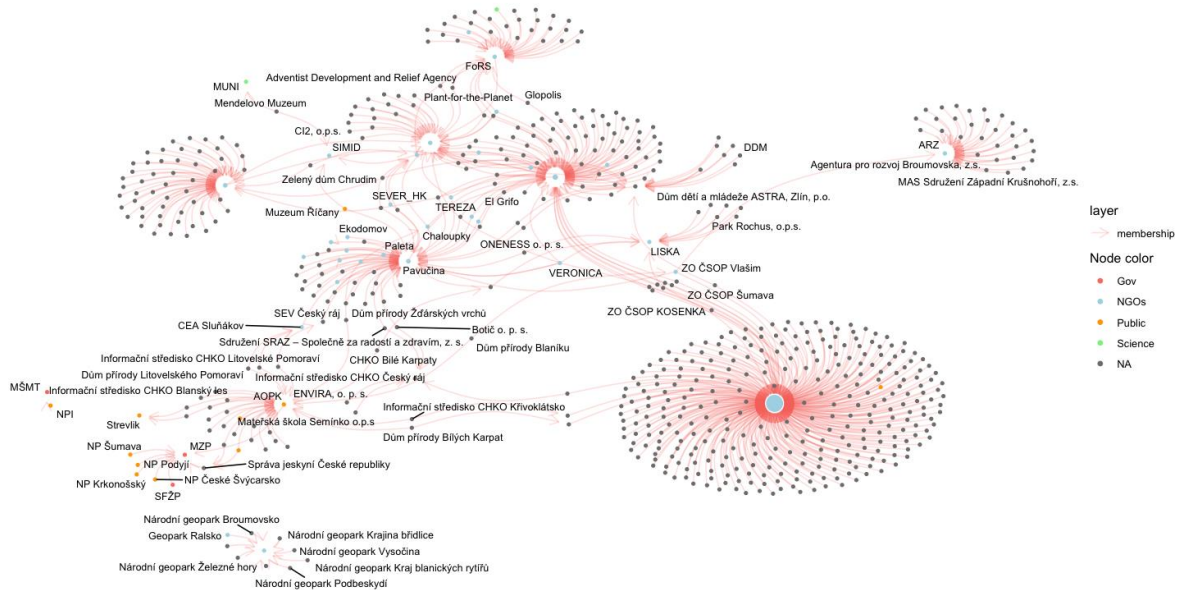 FoRS
Adventist Development and Relief Agency
MUNI
Plant-for-the-Planet
Glopolis
Mendelovo Muzeum
CI2, o.p.s.
SIMID
DDM
ARZ
Agentura pro rozvoj Broumovska, z.s.
Zelený dům Chrudim
MAS Sdružení Západní Krušnohoří, z.s.
SEVER_HK
El Grifo
Dům dětí a mládeže ASTRA, Zlín, p.o.
TEREZA
Muzeum Říčany
layer
Ekodomov
Chaloupky
Park Rochus, o.p.s.
membership
Paleta
ONENESS o. p. s.
LISKA
Node color
Pavučina
VERONICA
ZO ČSOP Vlašim
Gov
ZO ČSOP Šumava
NGOs
SEV Český ráj
Dům přírody Žďárských vrchů
ZO ČSOP KOSENKA
Public
CEA Sluňákov
Botič o. p. s.
Science
Sdružení SRAZ – Společně za radostí a zdravím, z. s.
Dům přírody Blaníku
NA
Informační středisko CHKO Litovelské Pomoraví
CHKO Bílé Karpaty
Dům přírody Litovelského Pomoraví
Informační středisko CHKO Český ráj
MŠMT
Informační středisko CHKO Blanský les
AOPK
ENVIRA, o. p. s.
NPI
Informační středisko CHKO Křivoklátsko
Strevlik
Mateřská škola Semínko o.p.s
Dům přírody Bílých Karpat
NP Šumava
MZP
NP Podyjí
Správa jeskyní České republiky
NP Krkonošský
NP České Švýcarsko
SFŽP
Národní geopark Broumovsko
Geopark Ralsko
Národní geopark Krajina břidlice
Národní geopark Vysočina
Národní geopark Železné hory
Národní geopark Kraj blanických rytířů
Národní geopark Podbeskydí